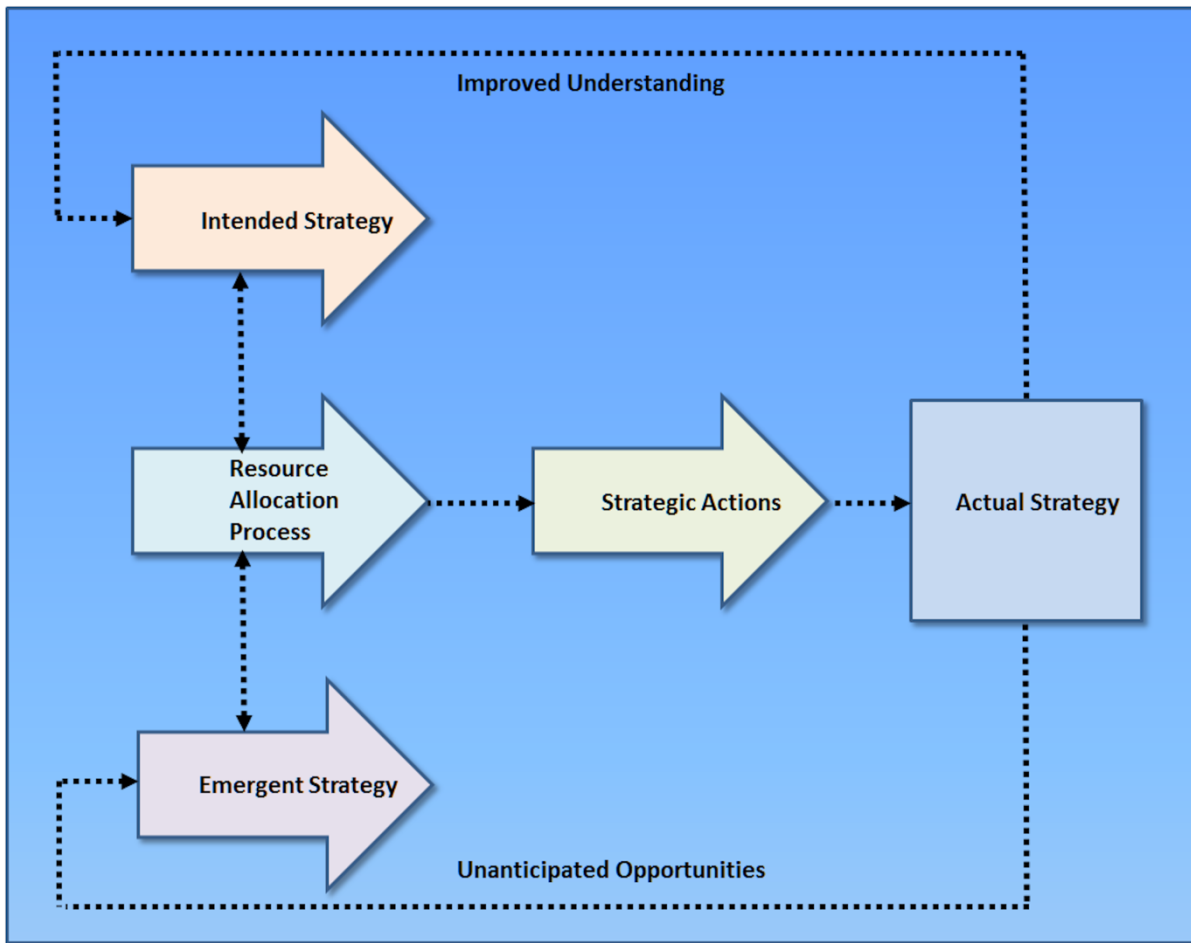 Improved Understanding
Intended Strategy
Resource
Allocation
Process
Strategic Actions
Actual Strategy
Emergent Strategy
Unanticipated Opportunities